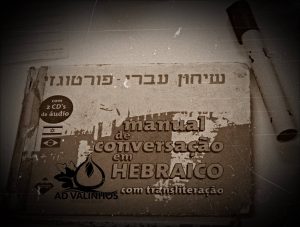 שיחון עברי-פורטוגזי
com
2 CD's
de áudio
manual
de
conversação
em
HEBRAICO
com transliteração
AD VALINHOS